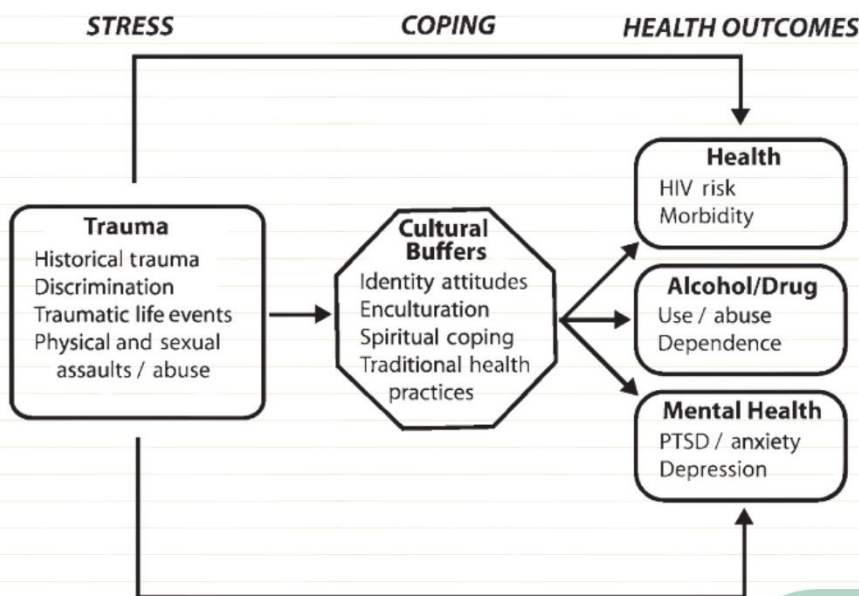 STRESS COPING HEALTH OUTCOMES
Trauma
Historical trauma
Discrimination
Traumatic life events
Physical and sexual
assaults / abuse
Cultural
Buffers
Identity attitudes
Enculturation
Spiritual coping
Traditional health
practices
Health
HIV risk
Morbidity
Alcohol/Drug
Use / abuse
Dependence
Mental Health
PTSD / anxiety
Depression